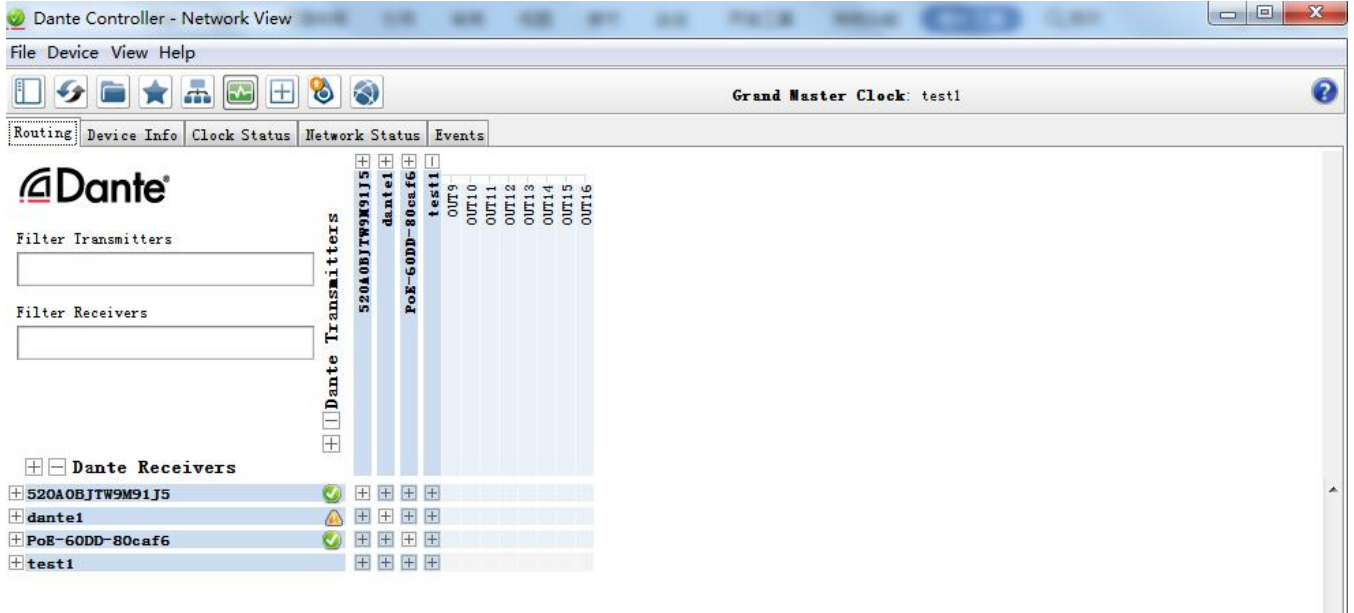 Dante Controller - Network View
File Device View Help
Grand Master Clock: test1
Routing Device Info Clock Status Network Status Events
Dante
Filter Transmitters
Filter Receivers
Dante Transmitters
520A0BJTW9M91J5
dante1
PoE-60DD-80caf6
test1
OUT9
OUT10
OUT11
OUT12
OUT13
OUT14
OUT15
OUT16
Dante Receivers
520A0BJTW9M91J5
dante1
PoE-60DD-80caf6
test1